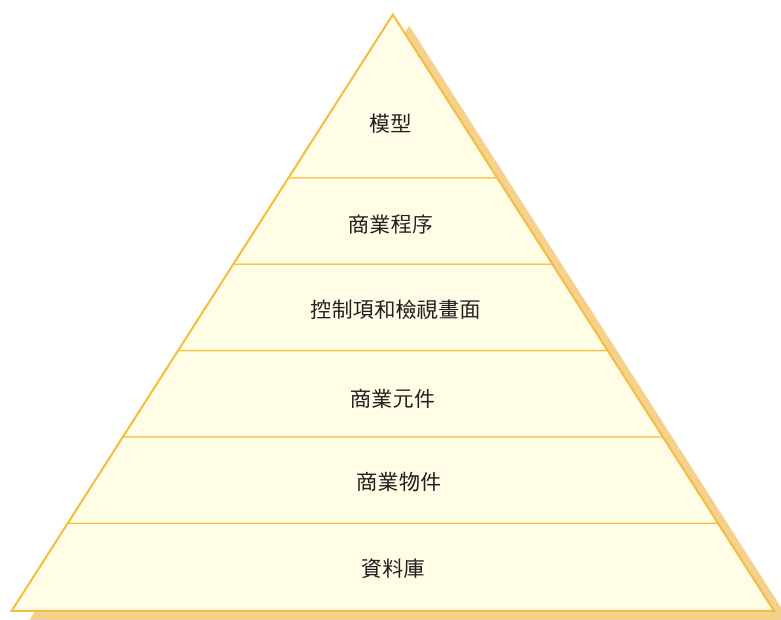 模型
商業程序
控制項和檢視畫面
商業元件
商業物件
資料庫